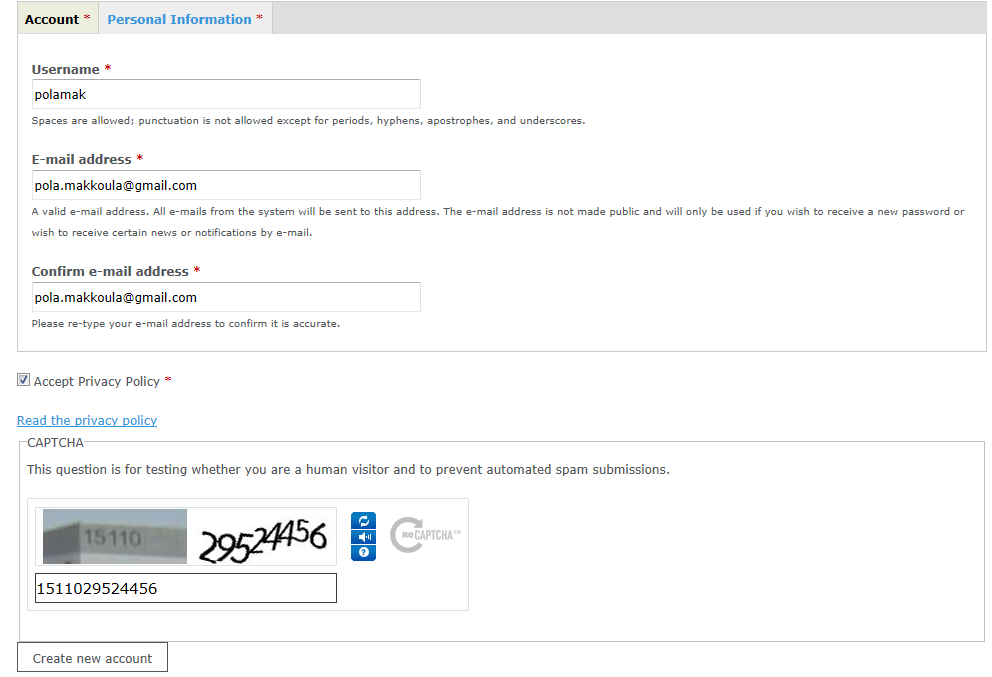 Account * Personal Information *
Username *
polamak
Spaces are allowed; punctuation is not allowed except for periods, hyphens, apostrophes, and underscores.
E-mail address *
pola.makkoula@gmail.com
A valid e-mail address. All e-mails from the system will be sent to this address. The e-mail address is not made public and will only be used if you wish to receive a new password or
wish to receive certain news or notifications by e-mail.
Confirm e-mail address *
pola.makkoula@gmail.com
Please re-type your e-mail address to confirm it is accurate.
Accept Privacy Policy *
Read the privacy policy
CAPTCHA
This question is for testing whether you are a human visitor and to prevent automated spam submissions.
15110 29524456
reCAPTCHA™
1511029524456
Create new account